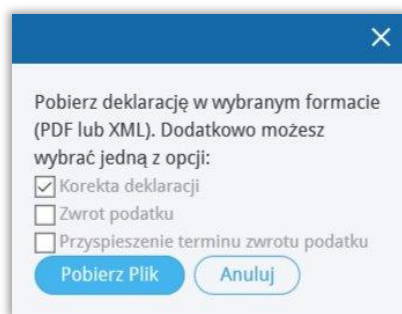 Pobierz deklarację w wybranym formacie
(PDF lub XML). Dodatkowo możesz
wybrać jedną z opcji:
Korekta deklaracji
Zwrot podatku
Przyspieszenie terminu zwrotu podatku
Pobierz Plik Anuluj